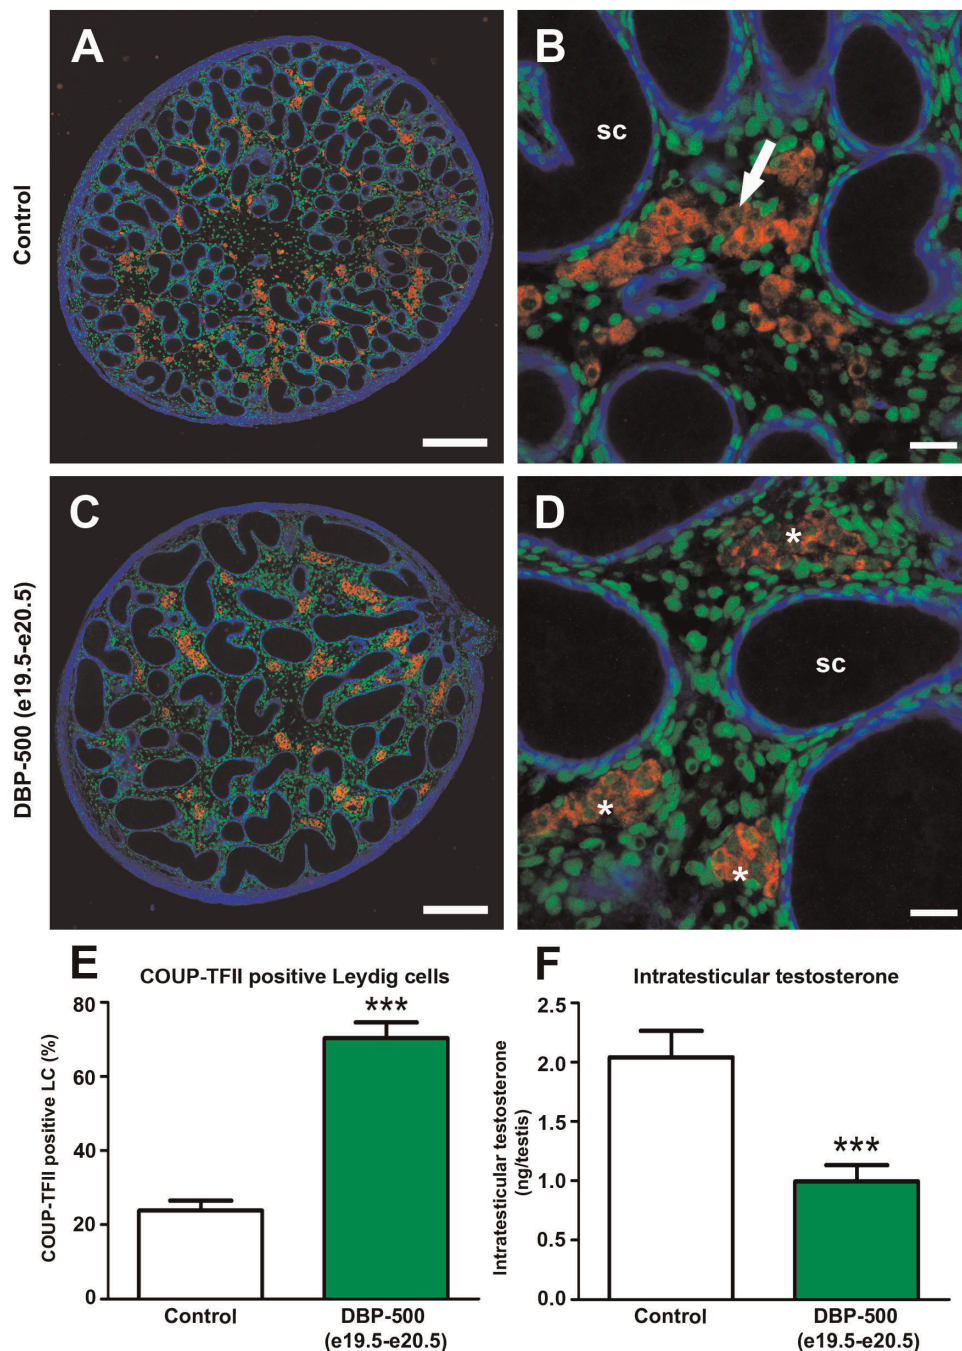 A
B
Control
sc
C
D
DBP-500 (e19.5-e20.5)
*
sc
*
*
E
COUP-TFII positive Leydig cells
COUP-TFII positive LC (%)
80
60
40
20
0
***
Control
DBP-500
(e19.5-e20.5)
F
Intratesticular testosterone
Intratesticular testosterone
(ng/testis)
2.5
2.0
1.5
1.0
0.5
0.0
***
Control
DBP-500
(e19.5-e20.5)